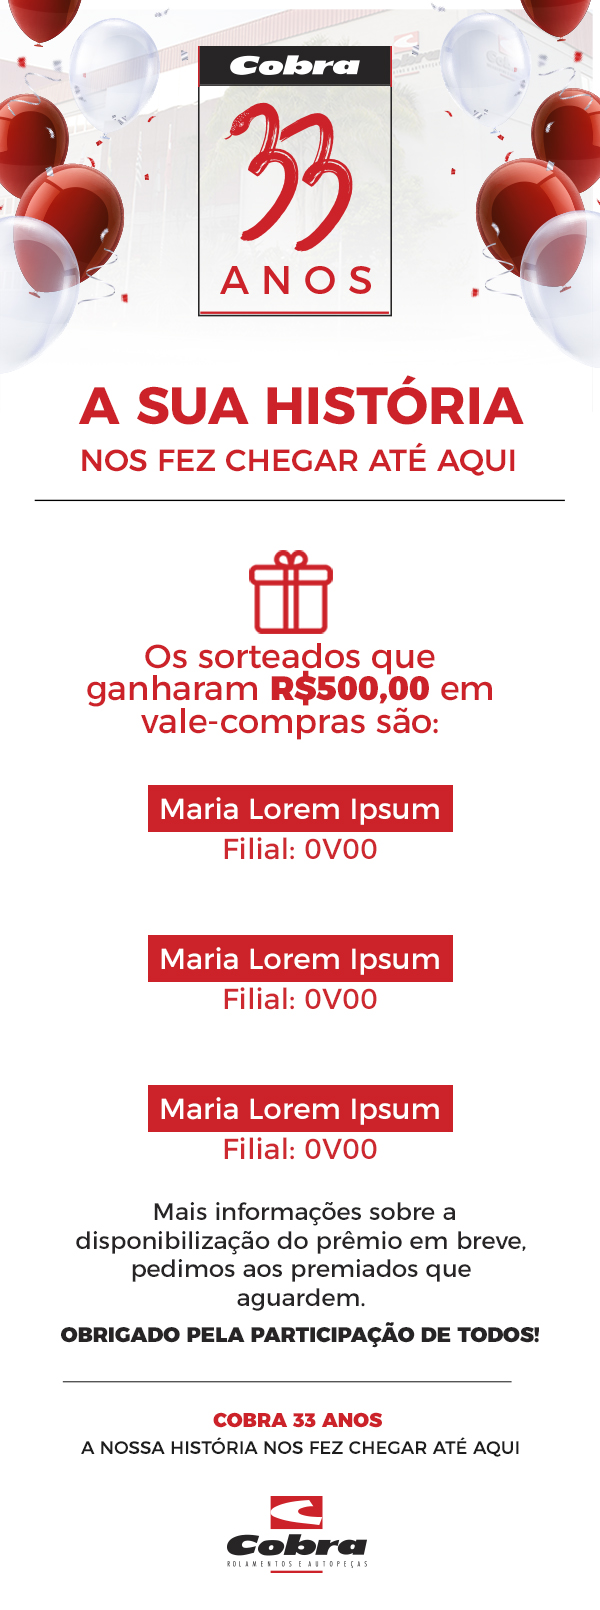 Cobra
Cobra
33
ANOS
A SUA HISTÓRIA
NOS FEZ CHEGAR ATÉ AQUI
Os sorteados que
ganharam R$500,00 em
vale-compras são:
Maria Lorem Ipsum
Filial: 0V00
Maria Lorem Ipsum
Filial: 0V00
Maria Lorem Ipsum
Filial: 0V00
Mais informações sobre a
disponibilização do prêmio em breve,
pedimos aos premiados que
aguardem.
OBRIGADO PELA PARTICIPAÇÃO DE TODOS!
COBRA 33 ANOS
A NOSSA HISTÓRIA NOS FEZ CHEGAR ATÉ AQUI
Cobra
ROLAMENTOS E AUTOPEÇAS